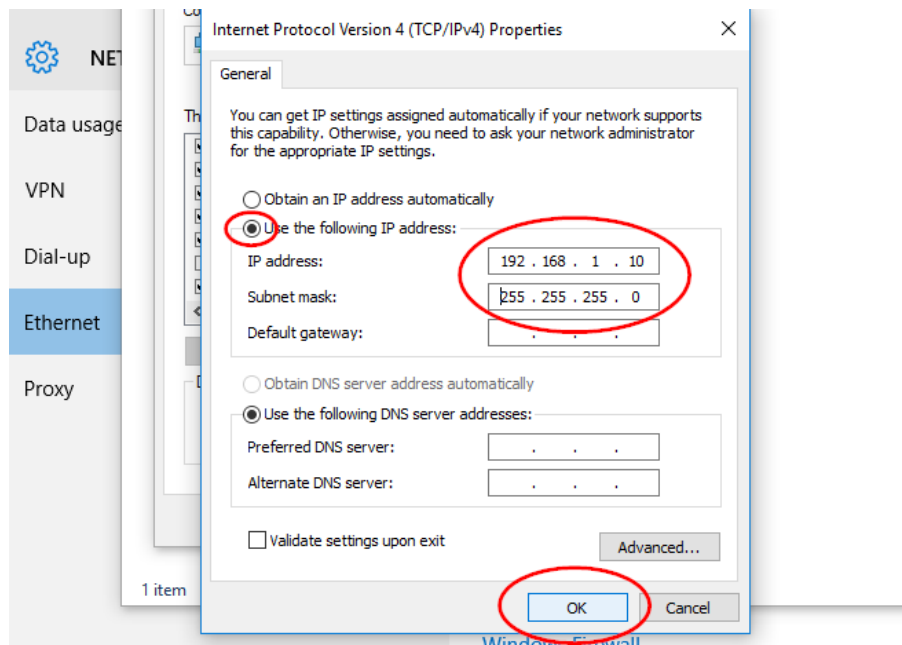 Internet Protocol Version 4 (TCP/IPv4) Properties
NET
General
Data usage
You can get IP settings assigned automatically if your network supports
this capability. Otherwise, you need to ask your network administrator
for the appropriate IP settings.
VPN
Obtain an IP address automatically
Use the following IP address:
Dial-up
IP address: 192 . 168 . 1 . 10
Subnet mask: 255 . 255 . 255 . 0
Ethernet
Default gateway: . . .
Proxy
Obtain DNS server address automatically
Use the following DNS server addresses:
Preferred DNS server: . . .
Alternate DNS server: . . .
Validate settings upon exit
Advanced...
1 item
OK
Cancel
Windows Firewall